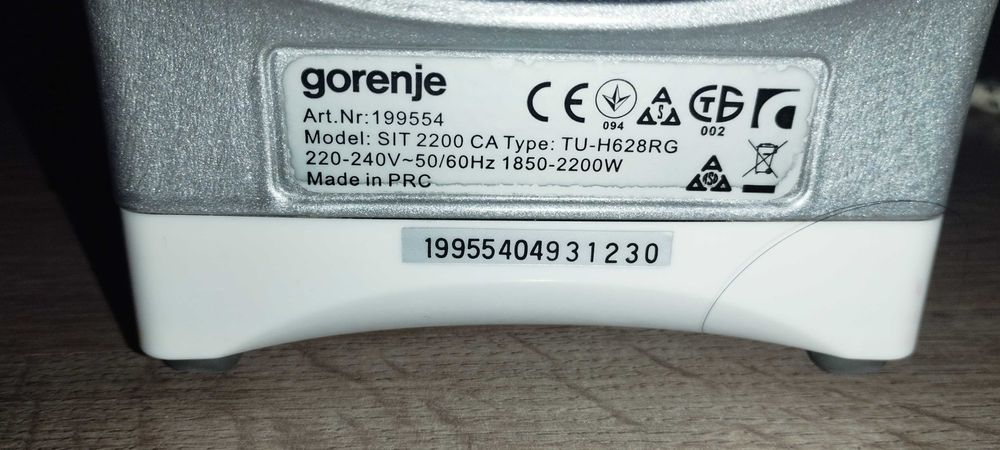 gorenje
Art.Nr:199554
Model: SIT 2200 CA Type: TU-H628RG
220-240V~50/60Hz 1850-2200W
Made in PRC
CE
094
002
19955404931230